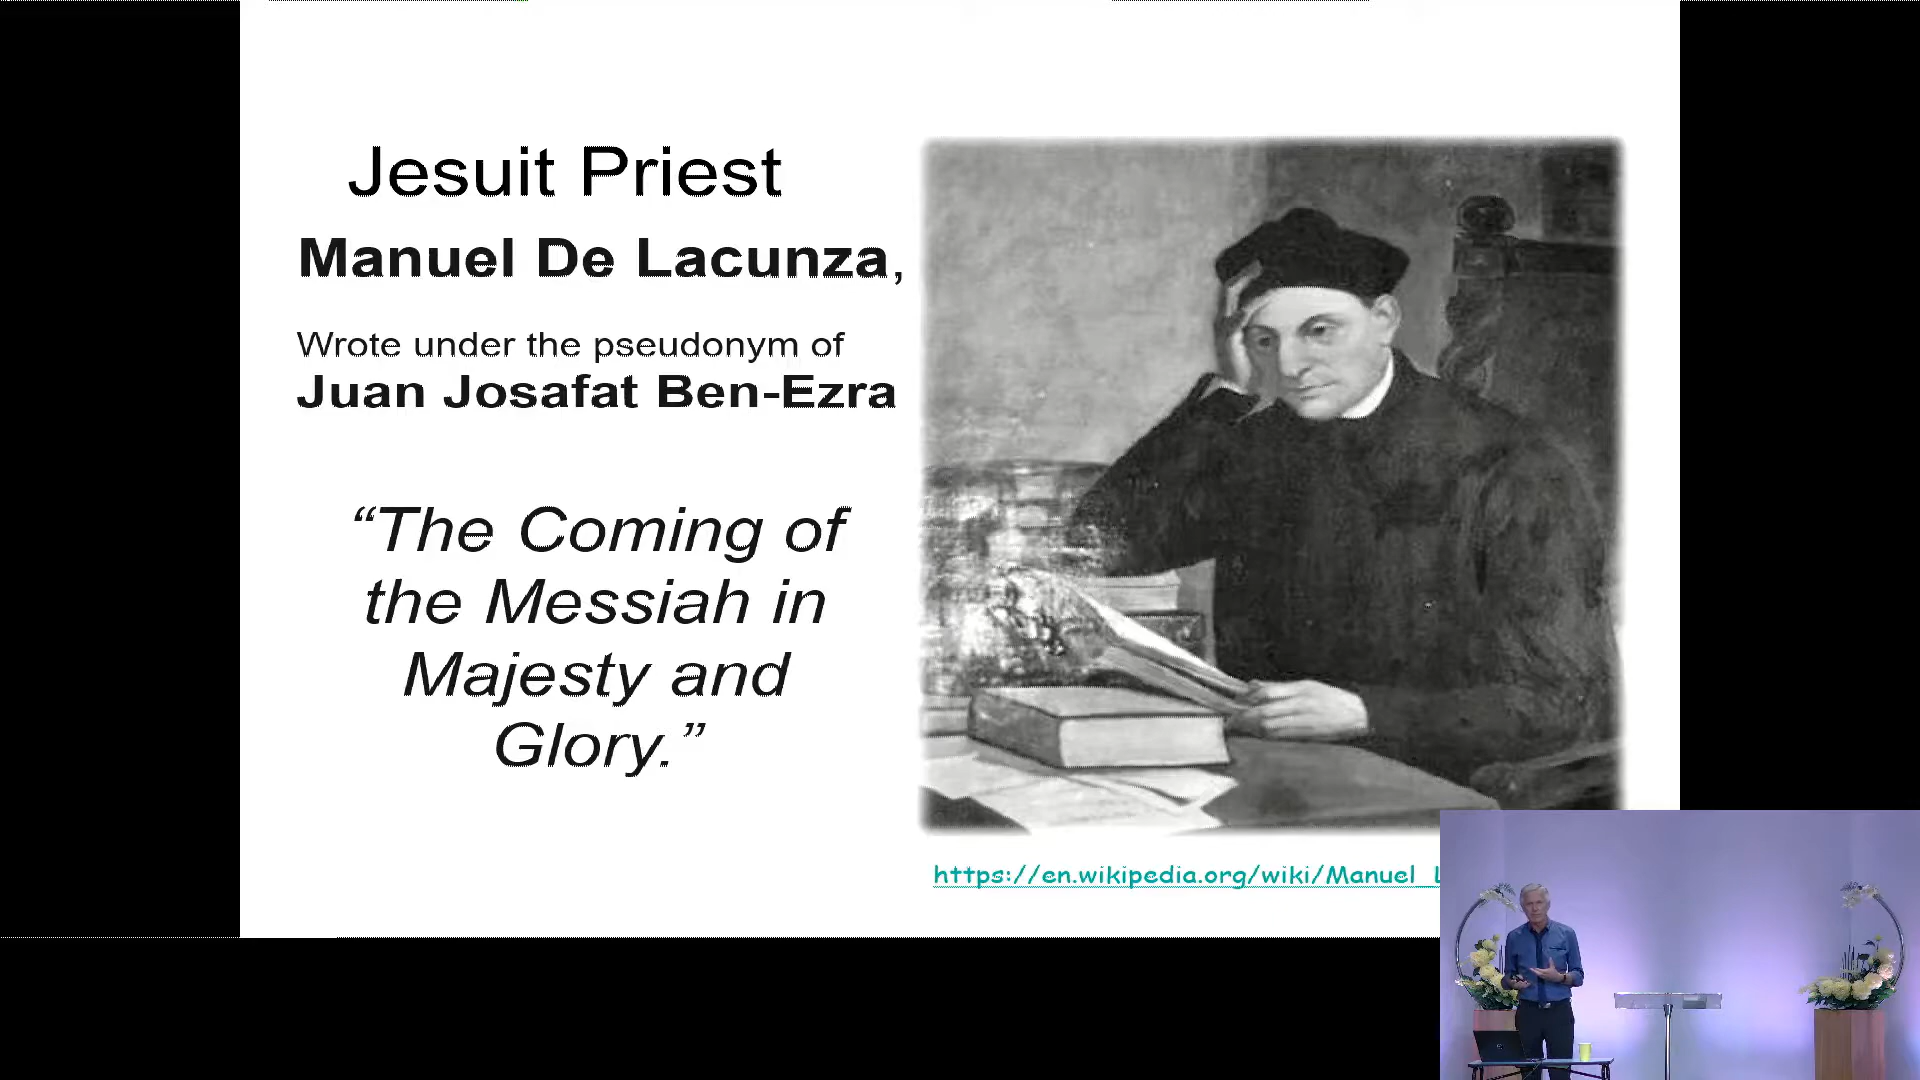 Jesuit Priest
Manuel De Lacunza,
Wrote under the pseudonym of
Juan Josafat Ben-Ezra
“The Coming of
the Messiah in
Majesty and
Glory.”
https://en.wikipedia.org/wiki/Manuel_L